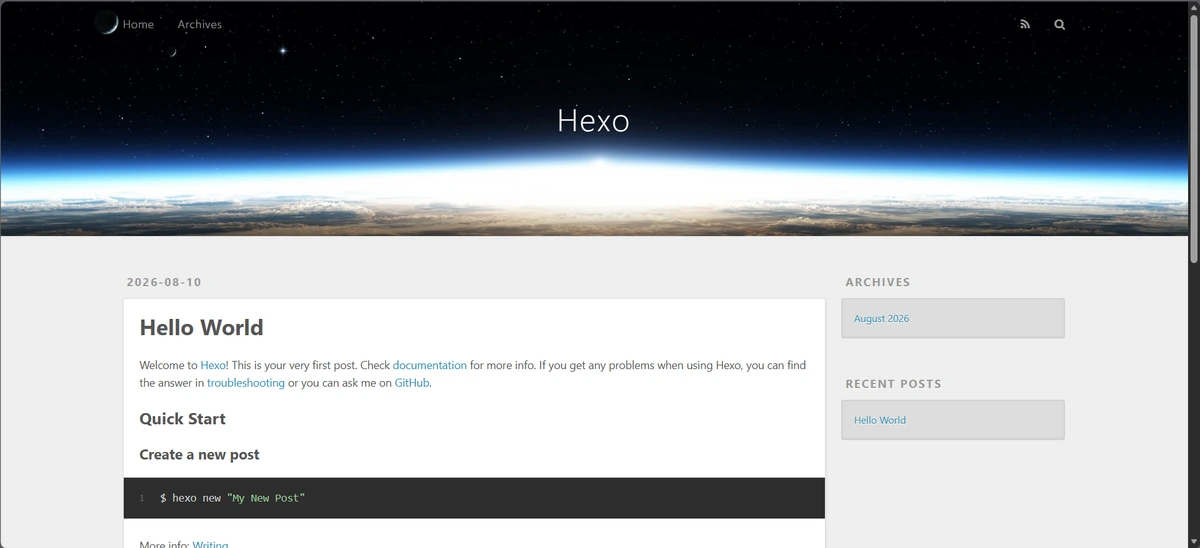 Home Archives
Hexo
2026-08-10
Hello World
Welcome to Hexo! This is your very first post. Check documentation for more info. If you get any problems when using Hexo, you can find
the answer in troubleshooting or you can ask me on GitHub.
Quick Start
Create a new post
1 $ hexo new "My New Post"
More info: Writing
ARCHIVES
August 2026
RECENT POSTS
Hello World